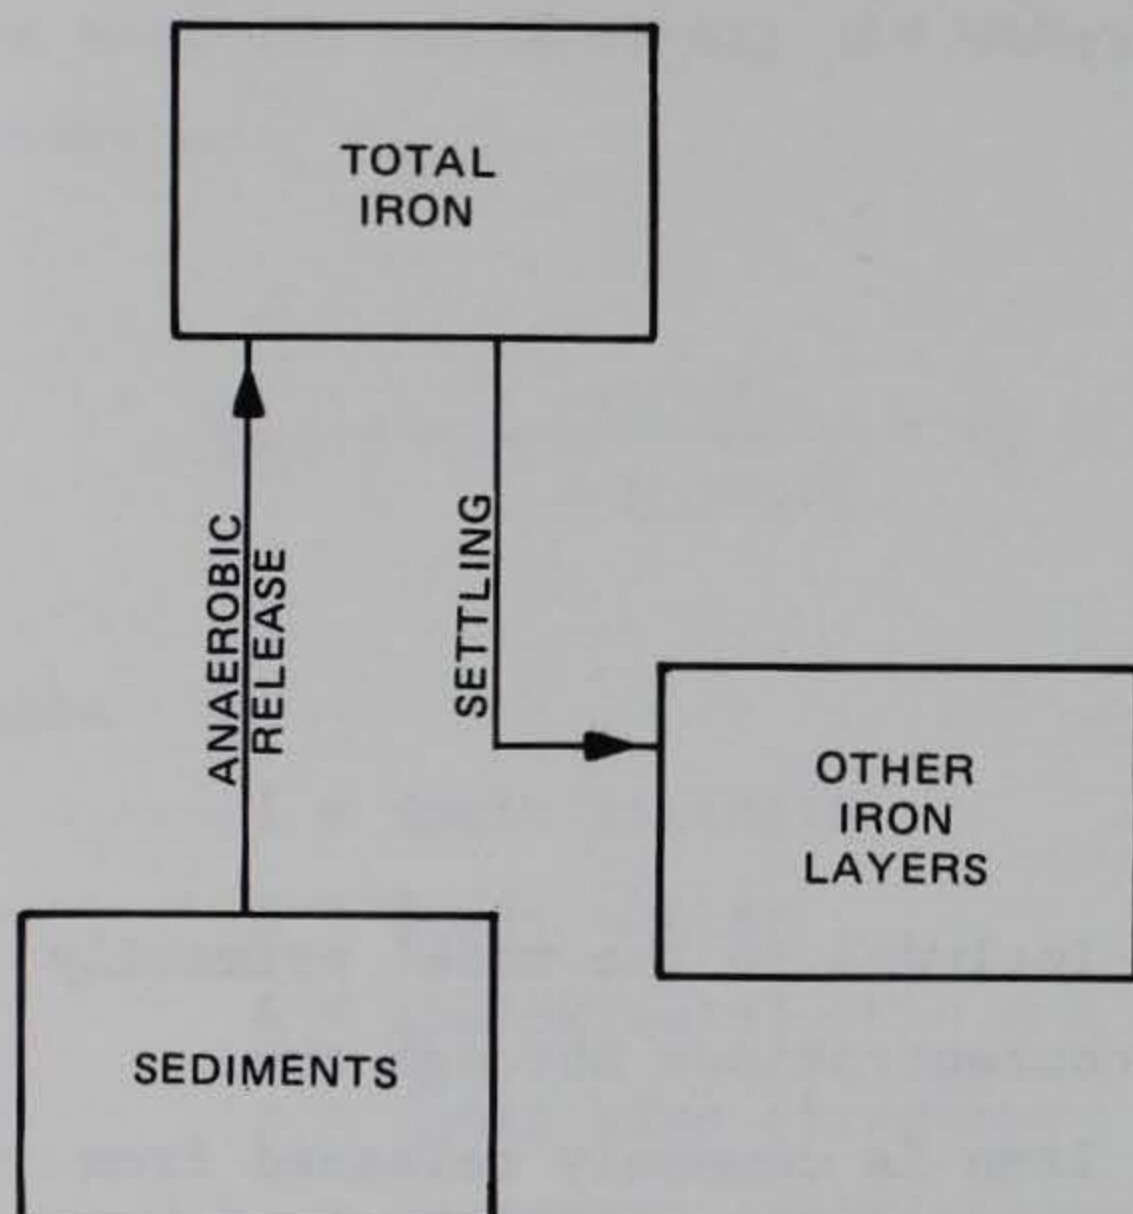 TOTAL
IRON
ANAEROBIC
RELEASE
SETTLING
OTHER
IRON
LAYERS
SEDIMENTS